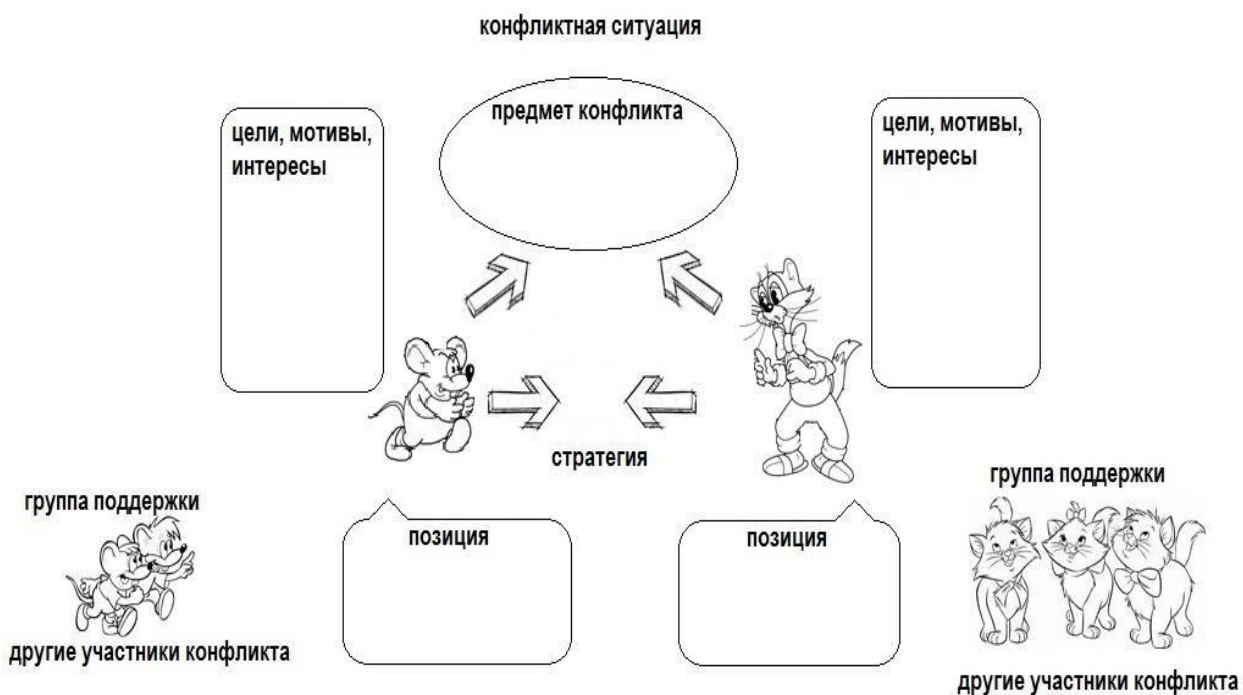 конфликтная ситуация
предмет конфликта
цели, мотивы,
интересы
цели, мотивы,
интересы
стратегия
группа поддержки
другие участники конфликта
позиция
позиция
группа поддержки
другие участники конфликта